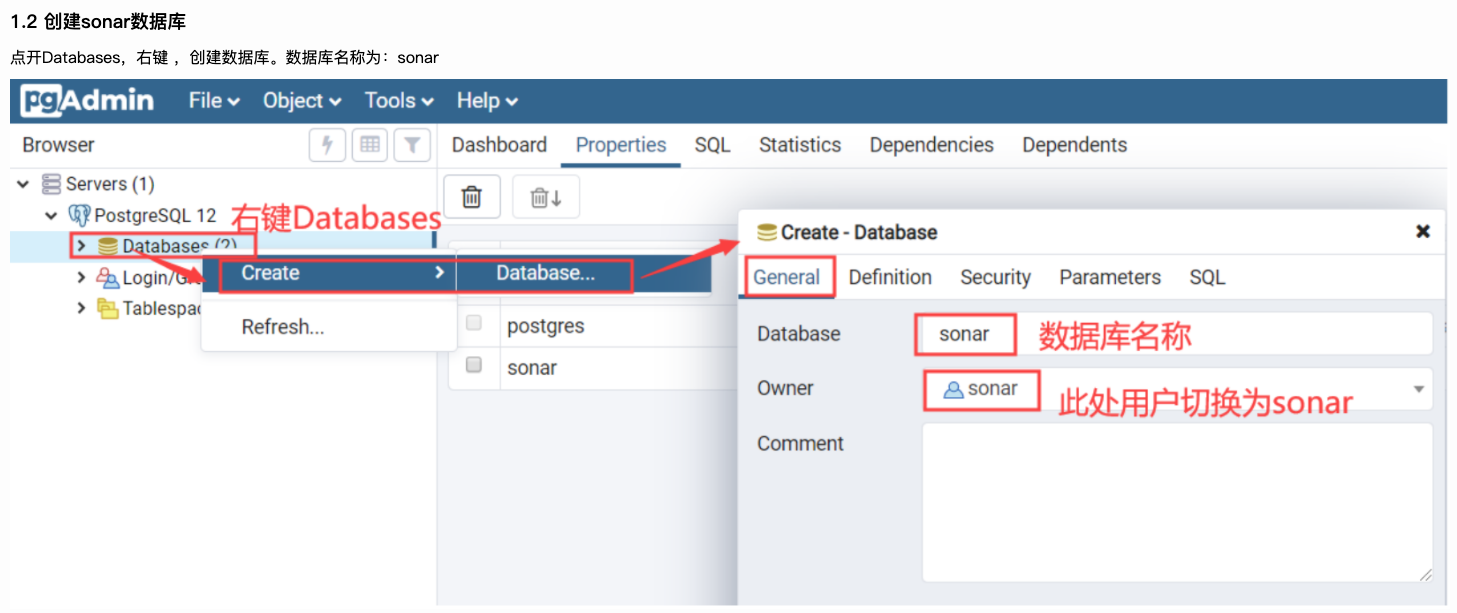 1.2 创建sonar数据库
点开Databases，右键 ，创建数据库。数据库名称为：sonar
pgAdmin File Object Tools Help
Browser
Dashboard Properties SQL Statistics Dependencies Dependents
Servers (1)
PostgreSQL 12
右键Databases
Databases (2)
Login/G
Tablespac
Create
Database...
Refresh...
postgres
sonar
Create - Database
General Definition Security Parameters SQL
Database sonar 数据库名称
Owner sonar 此处用户切换为sonar
Comment